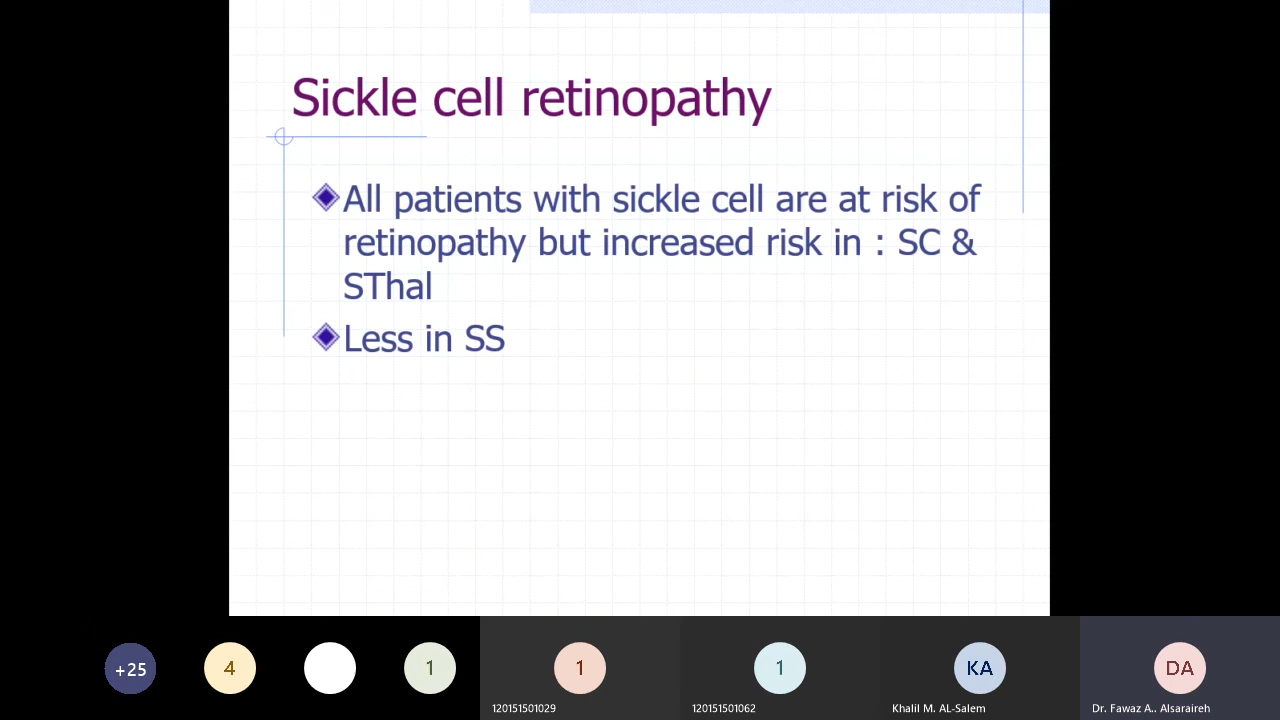 Sickle cell retinopathy
All patients with sickle cell are at risk of
retinopathy but increased risk in : SC &
SThal
Less in SS
+25
4
1
1
1
KA
DA
120151501029
120151501062
Khalil M. AL-Salem
Dr. Fawaz A.. Alsaraireh